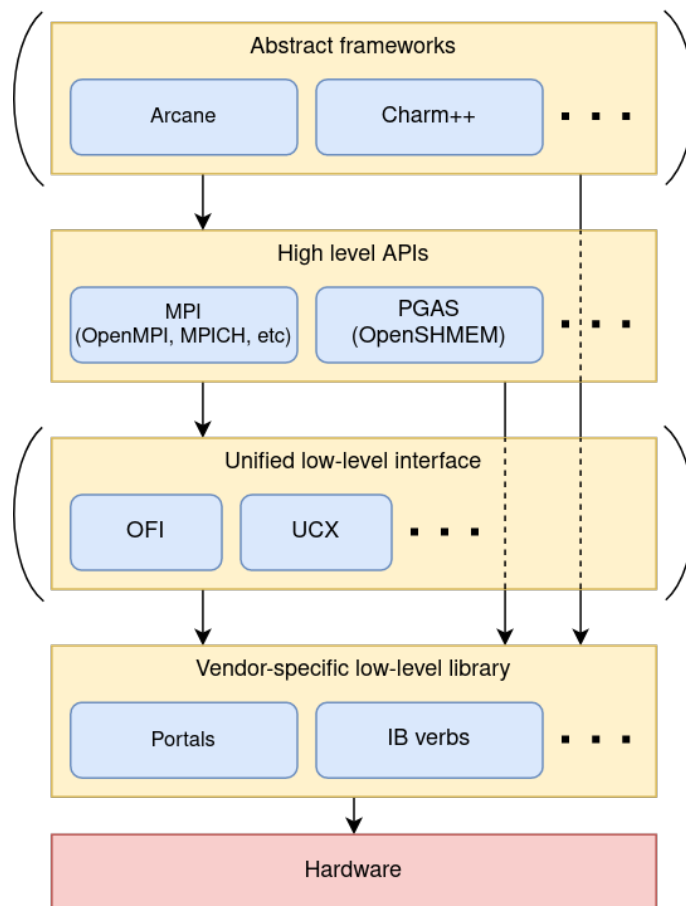 Abstract frameworks
Arcane
Charm++
High level APIs
MPI
(OpenMPI, MPICH, etc)
PGAS
(OpenSHMEM)
Unified low-level interface
OFI
UCX
Vendor-specific low-level library
Portals
IB verbs
Hardware